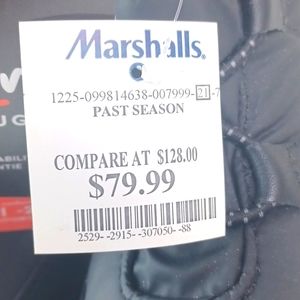 Marshalls.
1225-099814638-007999-21-7
PAST SEASON
COMPARE AT $128.00
$79.99
2529- -2915- -307050- -88